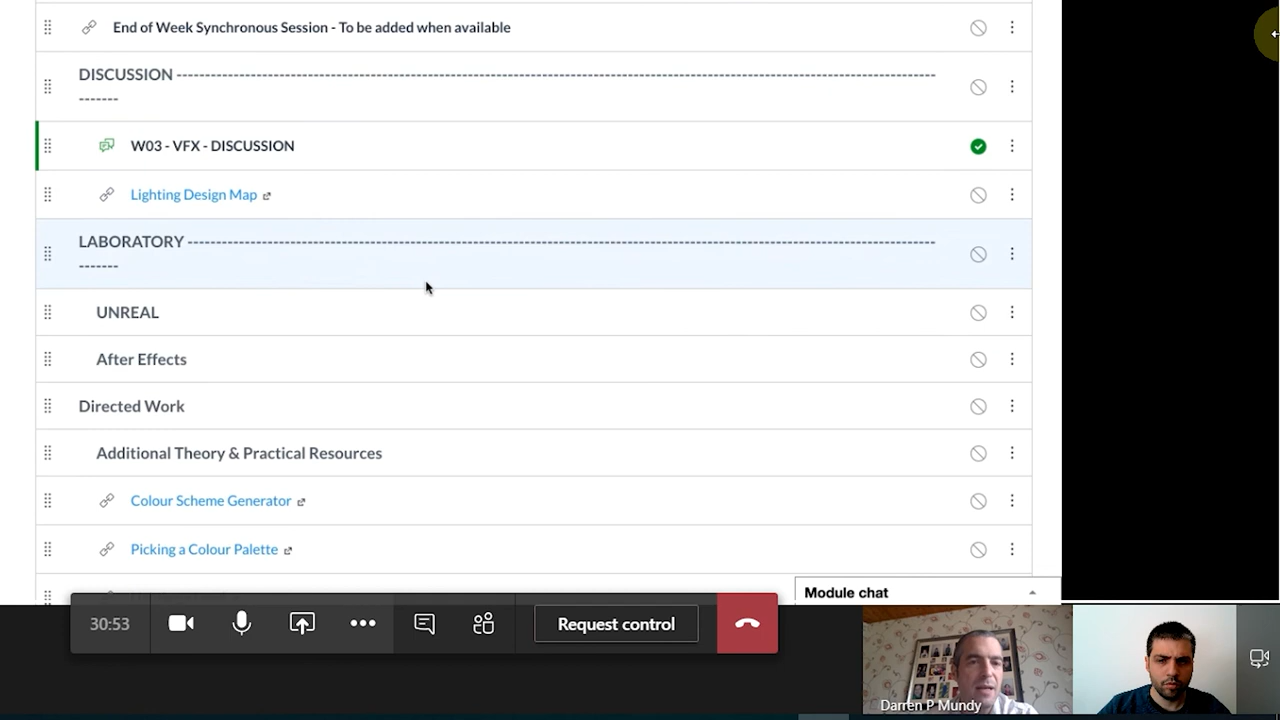 End of Week Synchronous Session - To be added when available
DISCUSSION ---------------------------------------------------------------------------------------------------------------------------------------
-------
W03 - VFX - DISCUSSION
Lighting Design Map
LABORATORY -------------------------------------------------------------------------------------------------------------------------------------
-------
UNREAL
After Effects
Directed Work
Additional Theory & Practical Resources
Colour Scheme Generator
Picking a Colour Palette
Module chat
30:53
Request control
Darren P Mundy